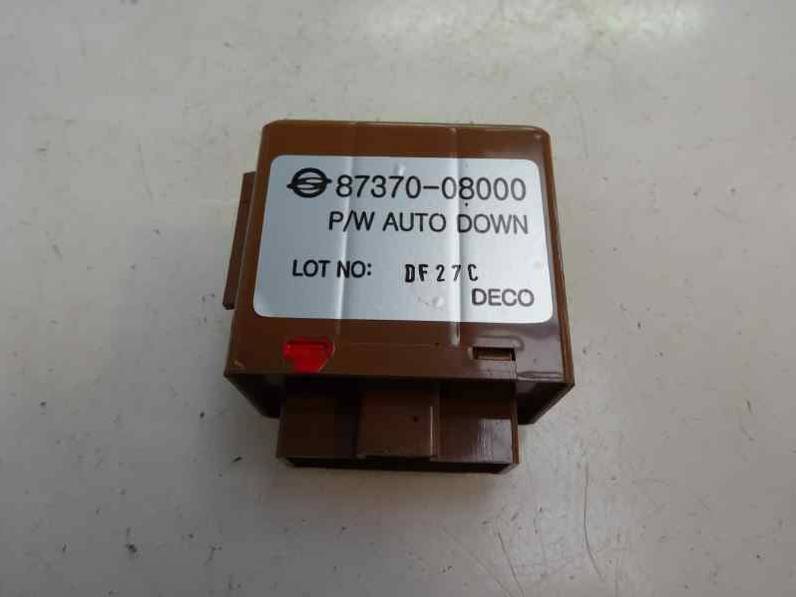 87370-08000
P/W AUTO DOWN
LOT NO: DF27C
DECO